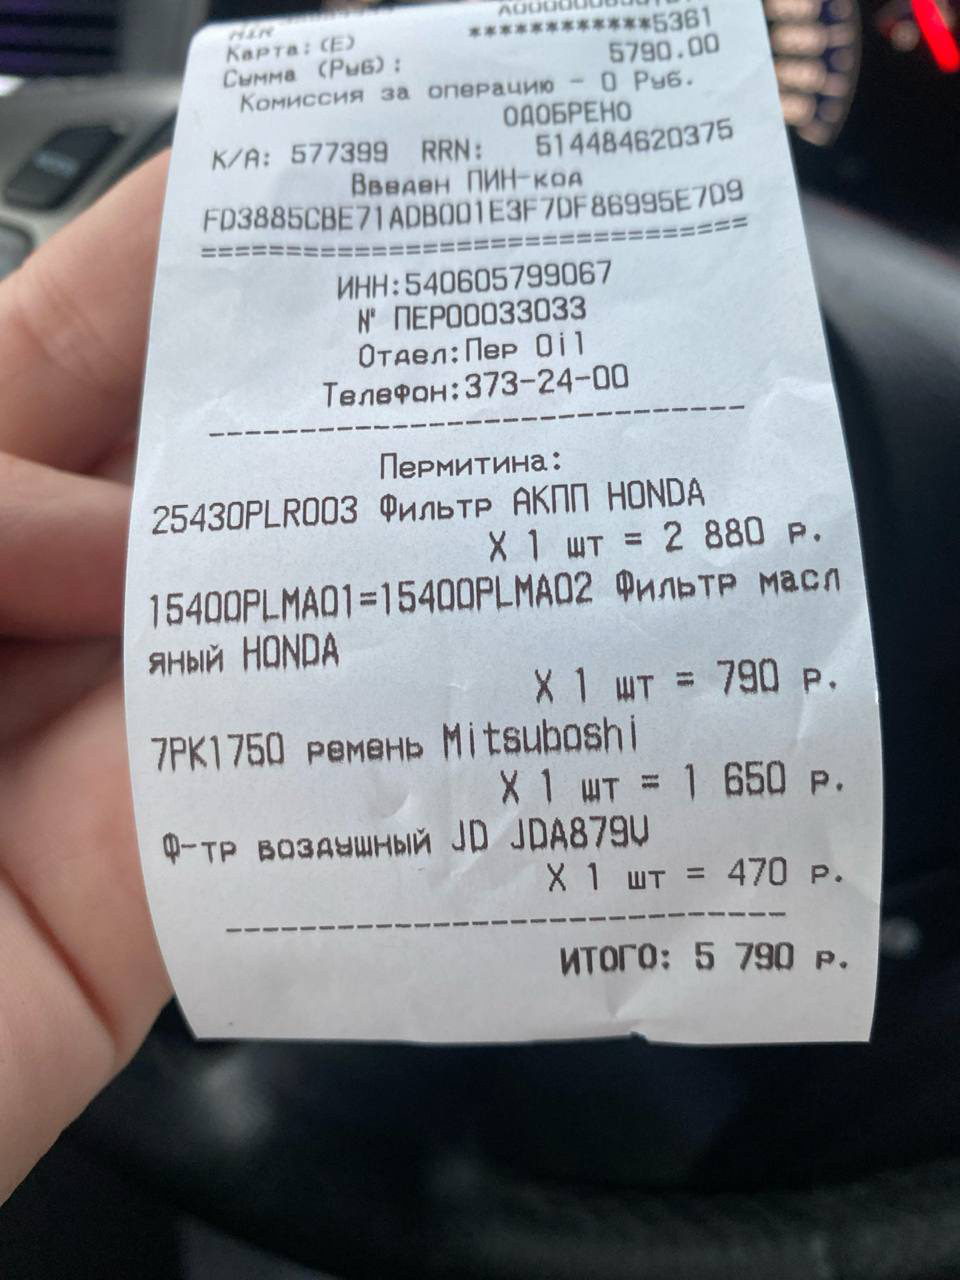 МИР
Карта:(E) ************5361
Сумма (Руб): 5790.00
Комиссия за операцию - 0 Руб.
ОДОБРЕНО
К/А: 577399 RRN: 514484620375
Введен ПИН-код
FD3885CBE71ADB001E3F7DF86995E7D9
==============================
ИНН:540605799067
№ ПЕР00033033
Отдел:Пер Oil
Телефон:373-24-00
------------------------------
Пермитина:
25430PLR003 Фильтр АКПП HONDA
X 1 шт = 2 880 р.
15400PLMA01=15400PLMA02 Фильтр масл
яный HONDA
X 1 шт = 790 р.
7PK1750 ремень Mitsuboshi
X 1 шт = 1 650 р.
Ф-тр воздушный JD JDA879V
X 1 шт = 470 р.
------------------------------
ИТОГО: 5 790 р.